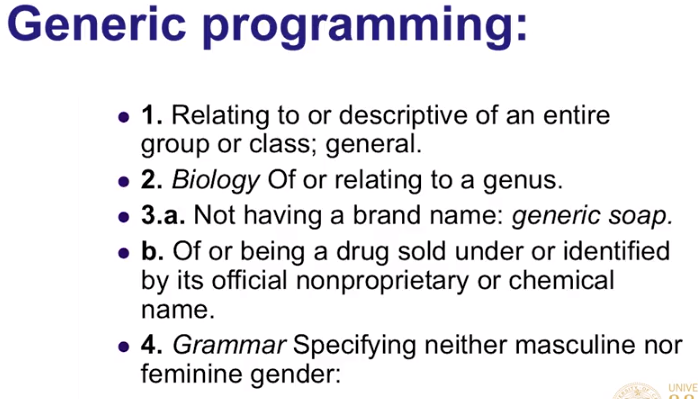 Generic programming:
• 1. Relating to or descriptive of an entire
group or class; general.
• 2. Biology Of or relating to a genus.
• 3.a. Not having a brand name: generic soap.
• b. Of or being a drug sold under or identified
by its official nonproprietary or chemical
name.
• 4. Grammar Specifying neither masculine nor
feminine gender:
UNIVE